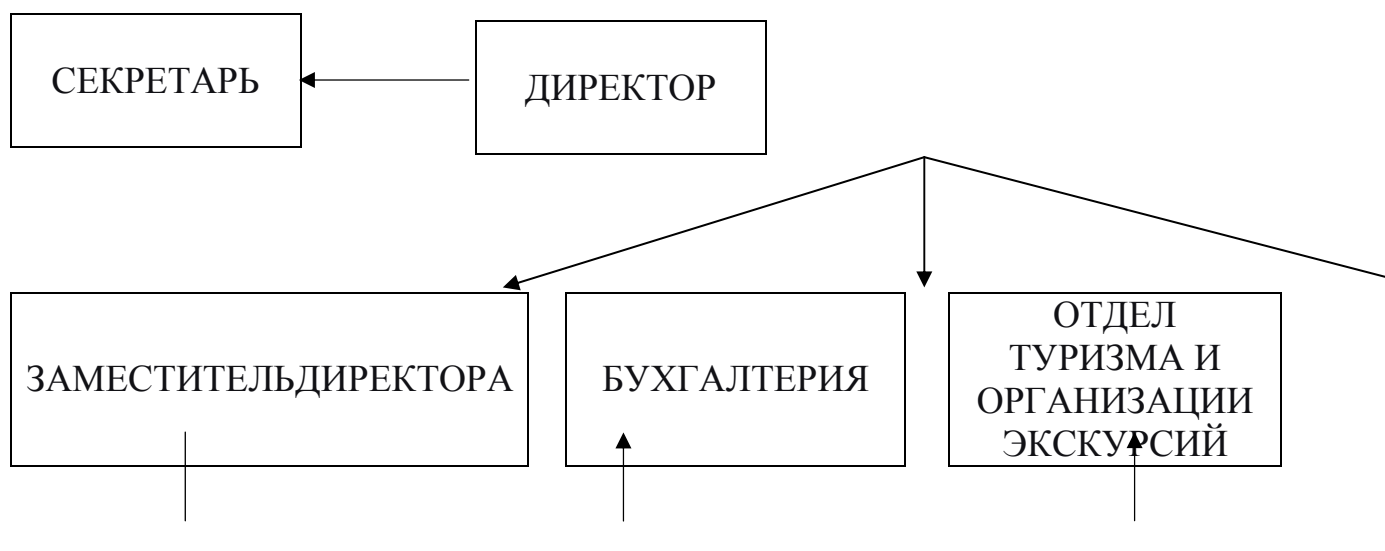 СЕКРЕТАРЬ
ДИРЕКТОР
ЗАМЕСТИТЕЛЬДИРЕКТОРА
БУХГАЛТЕРИЯ
ОТДЕЛ
ТУРИЗМА И
ОРГАНИЗАЦИИ
ЭКСКУРСИЙ